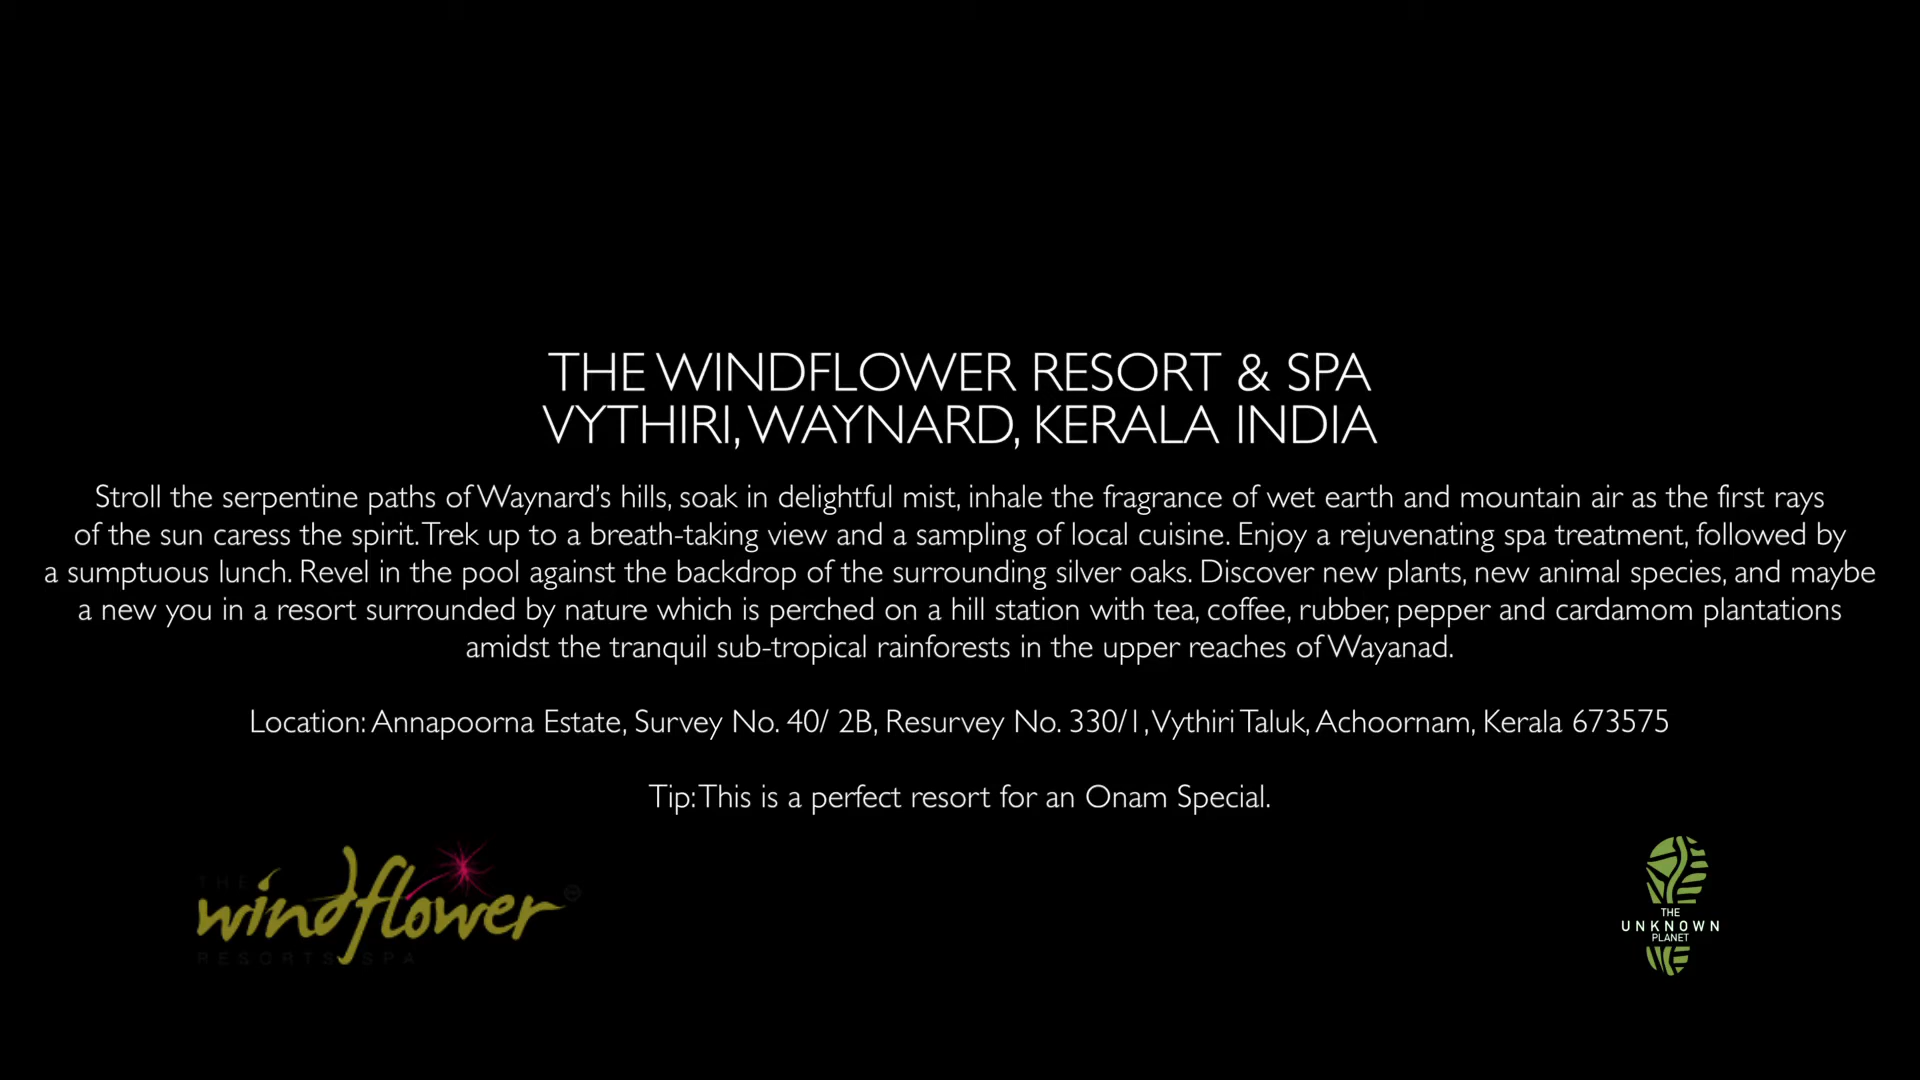 THE WINDFLOWER RESORT & SPA
VYTHIRI, WAYNARD, KERALA INDIA
Stroll the serpentine paths of Waynard’s hills, soak in delightful mist, inhale the fragrance of wet earth and mountain air as the first rays
of the sun caress the spirit. Trek up to a breath-taking view and a sampling of local cuisine. Enjoy a rejuvenating spa treatment, followed by
a sumptuous lunch. Revel in the pool against the backdrop of the surrounding silver oaks. Discover new plants, new animal species, and maybe
a new you in a resort surrounded by nature which is perched on a hill station with tea, coffee, rubber, pepper and cardamom plantations
amidst the tranquil sub-tropical rainforests in the upper reaches of Wayanad.
Location: Annapoorna Estate, Survey No. 40/ 2B, Resurvey No. 330/1, Vythiri Taluk, Achoornam, Kerala 673575
Tip: This is a perfect resort for an Onam Special.
THE
windflower
RESORTS SPA
THE
UNKNOWN
PLANET